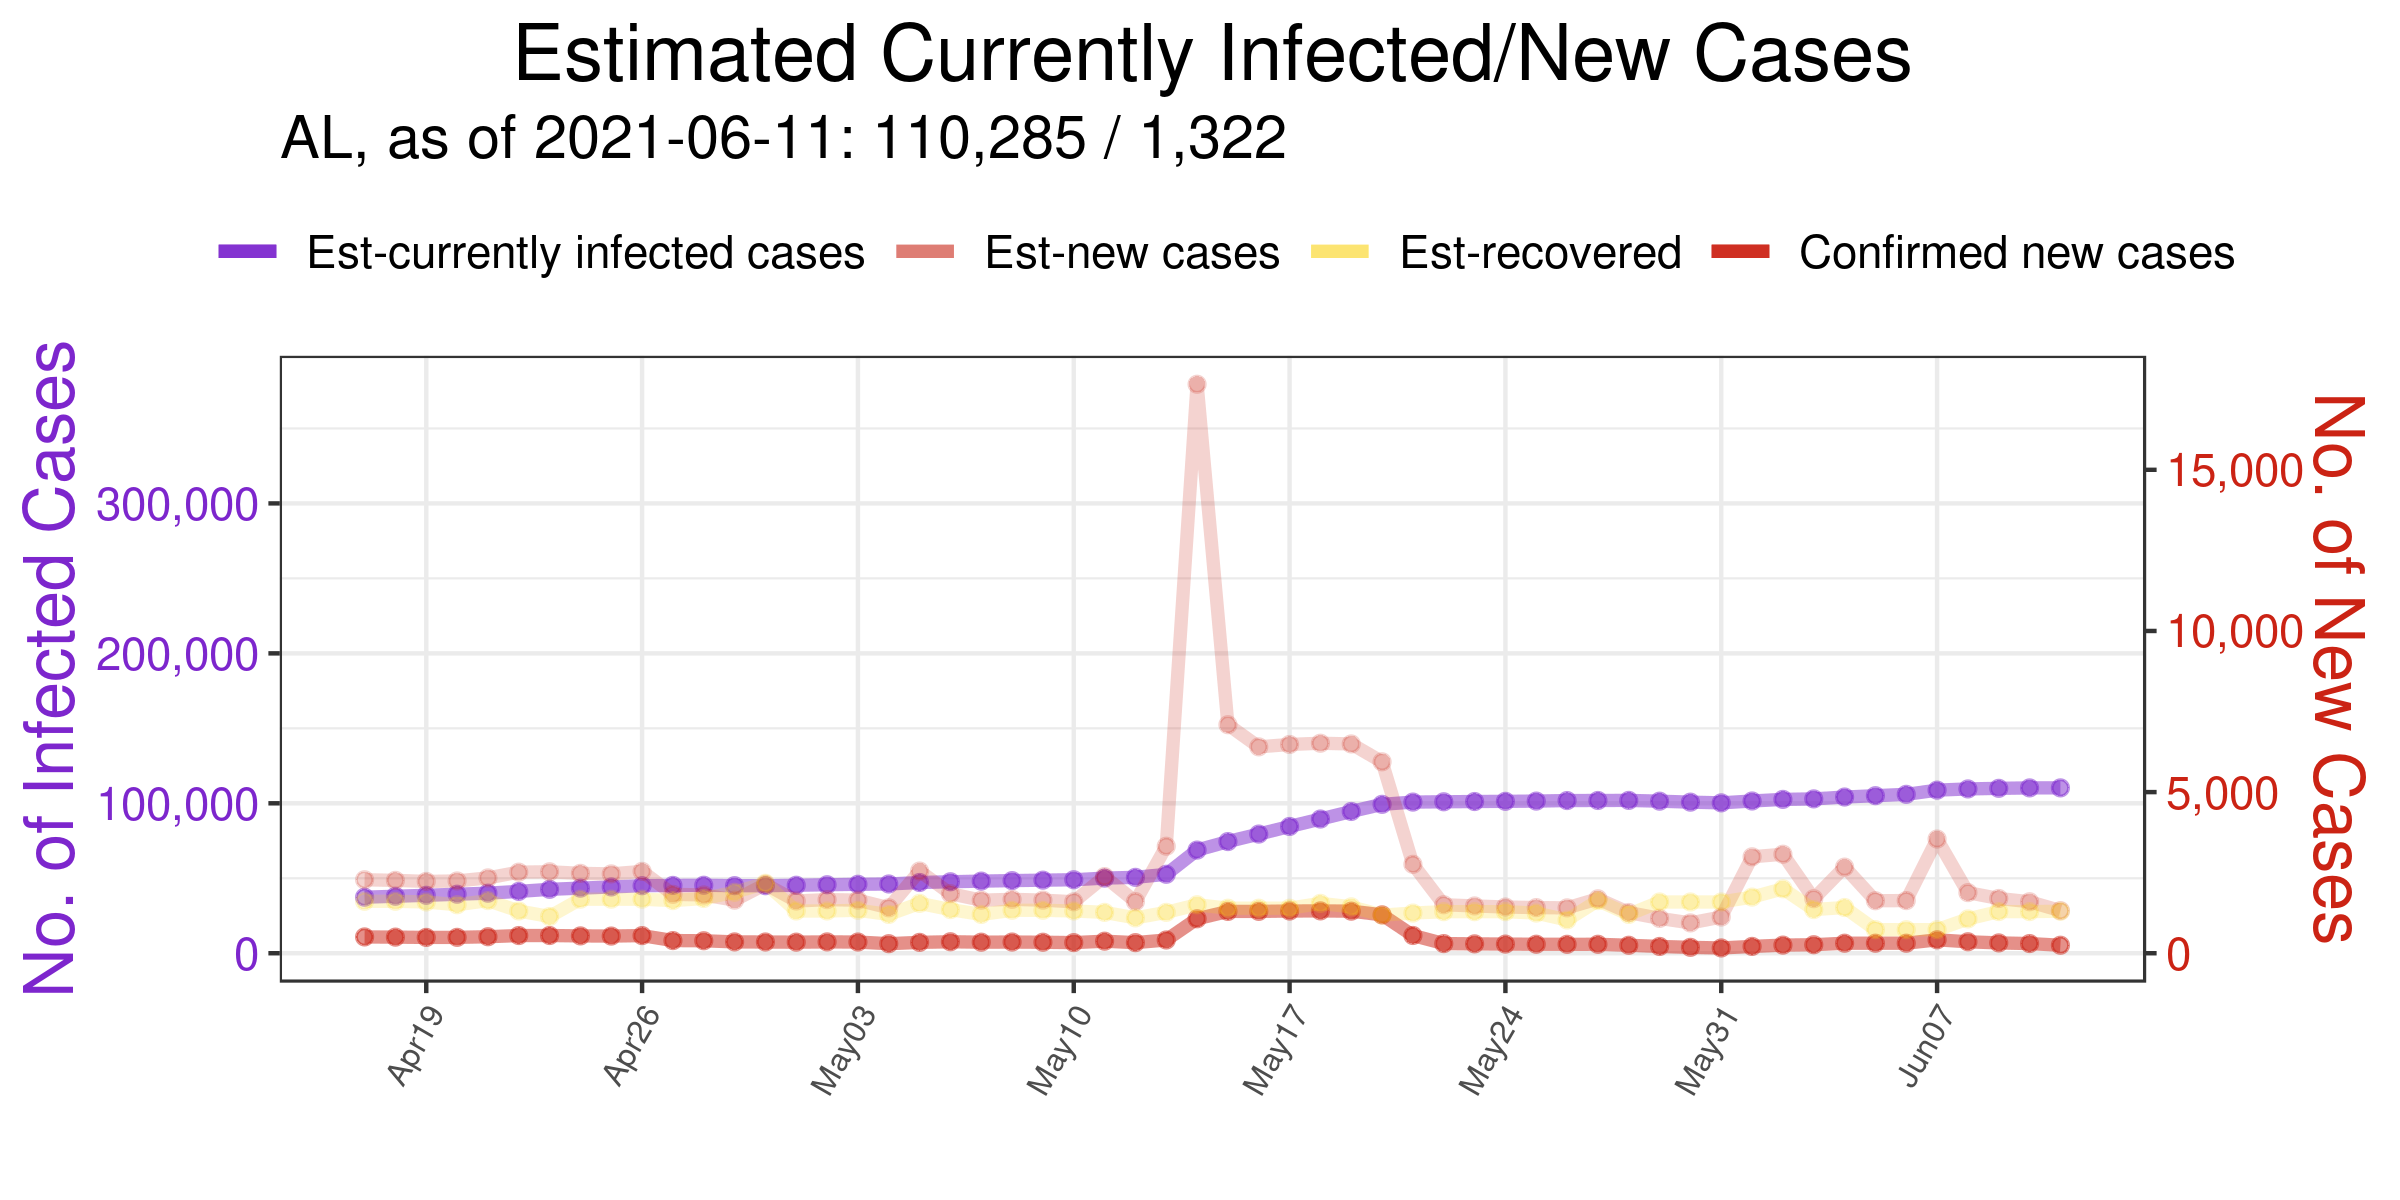 Estimated Currently Infected/New Cases
AL, as of 2021-06-11: 110,285 / 1,322
Est-currently infected cases Est-new cases Est-recovered Confirmed new cases
No. of Infected Cases
300,000
200,000
100,000
0
15,000
10,000
5,000
0
No. of New Cases
Apr19 Apr26 May03 May10 May17 May24 May31 Jun07